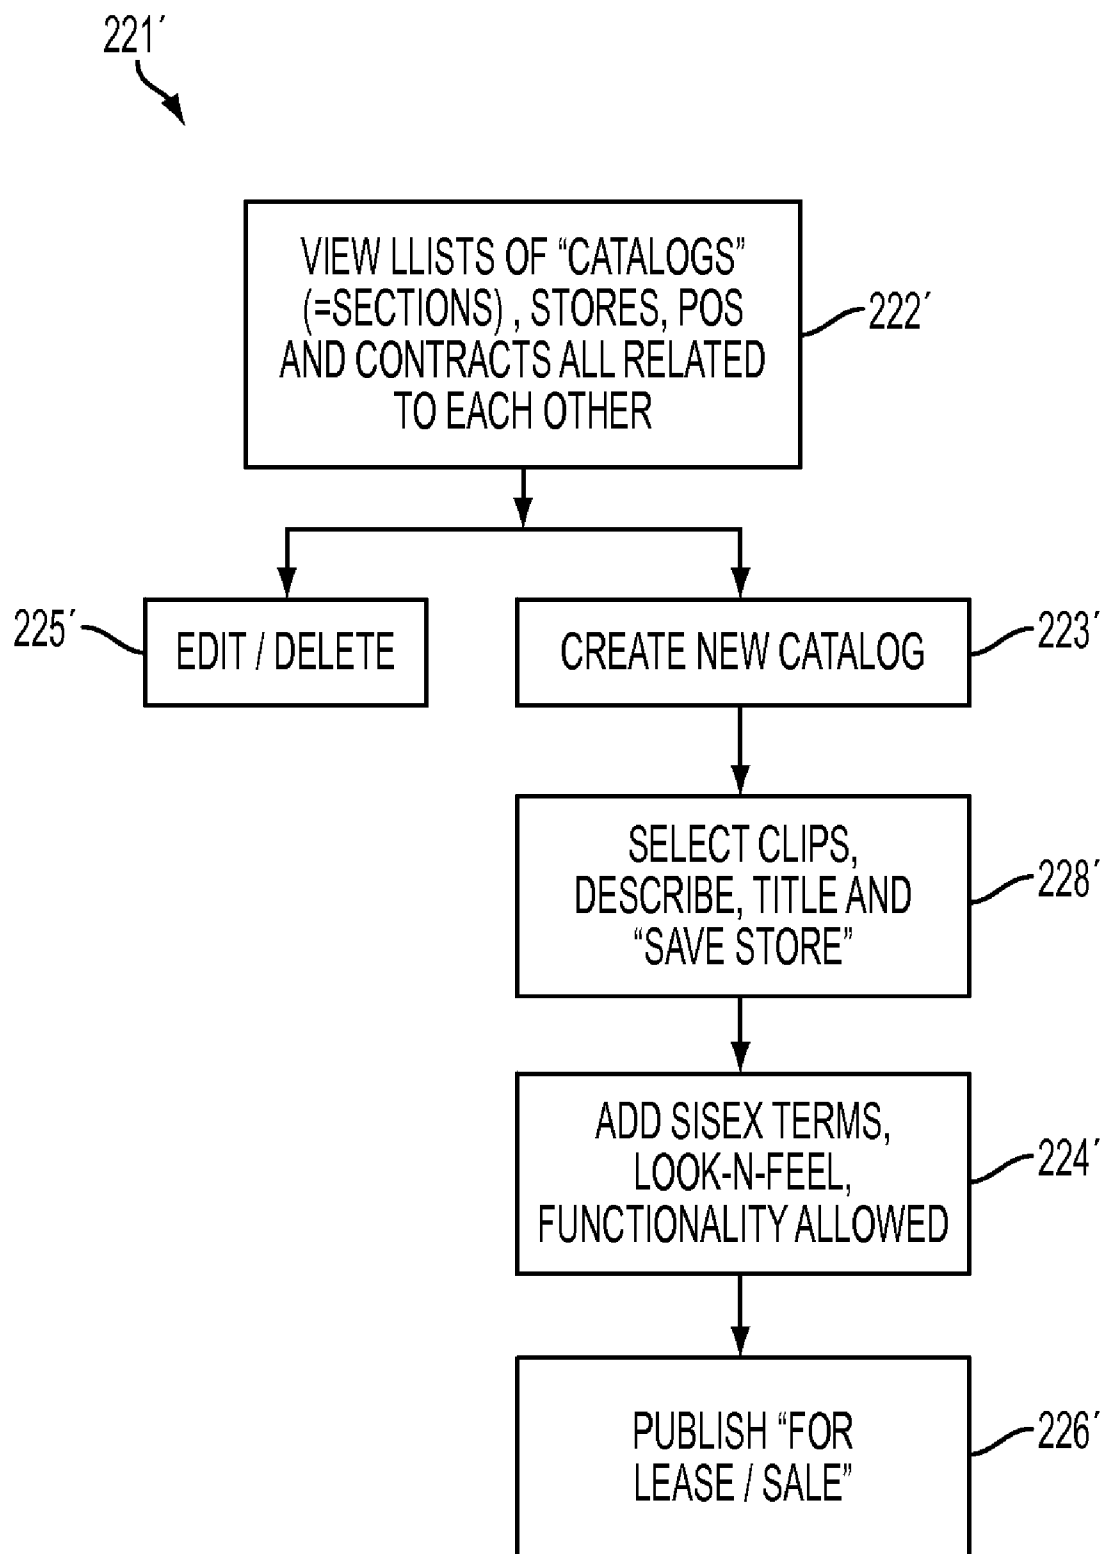 221′
VIEW LLISTS OF “CATALOGS”
(=SECTIONS) , STORES, POS
AND CONTRACTS ALL RELATED
TO EACH OTHER
222′
225′
EDIT / DELETE
CREATE NEW CATALOG
223′
SELECT CLIPS,
DESCRIBE, TITLE AND
“SAVE STORE”
228′
ADD SISEX TERMS,
LOOK-N-FEEL,
FUNCTIONALITY ALLOWED
224′
PUBLISH “FOR
LEASE / SALE”
226′